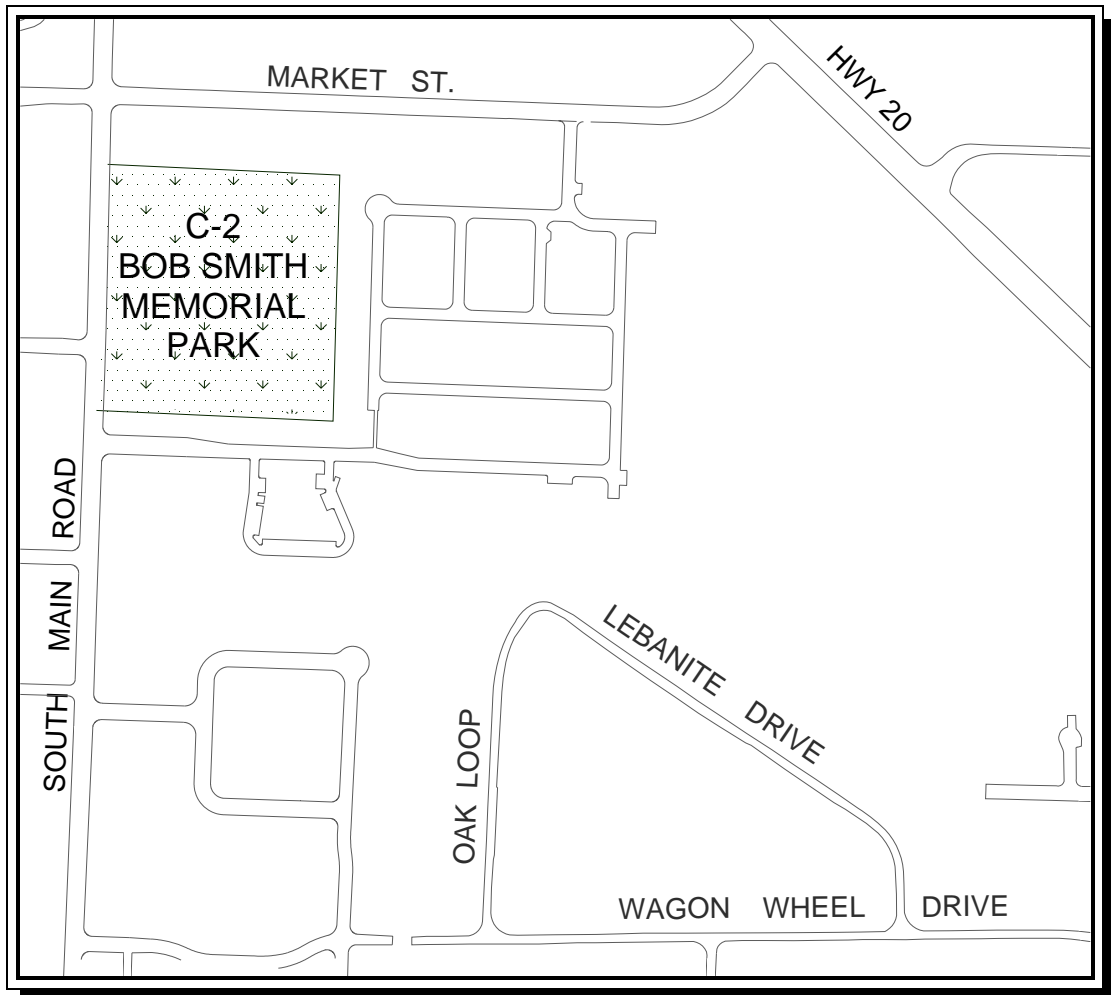 MARKET ST.
HWY 20
C-2
BOB SMITH
MEMORIAL
PARK
SOUTH MAIN ROAD
LEBANITE DRIVE
OAK LOOP
WAGON WHEEL DRIVE